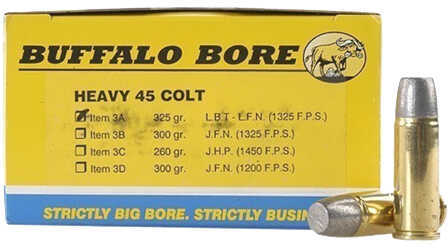 BUFFALO BORE
HEAVY 45 COLT
Item 3A 325 gr. L.B.T - L.F.N. (1325 F.P.S.)
Item 3B 300 gr. J.F.N. (1325 F.P.S.)
Item 3C 260 gr. J.H.P. (1450 F.P.S.)
Item 3D 300 gr. J.F.N. (1200 F.P.S.)
STRICTLY BIG BORE. STRICTLY BUSIN